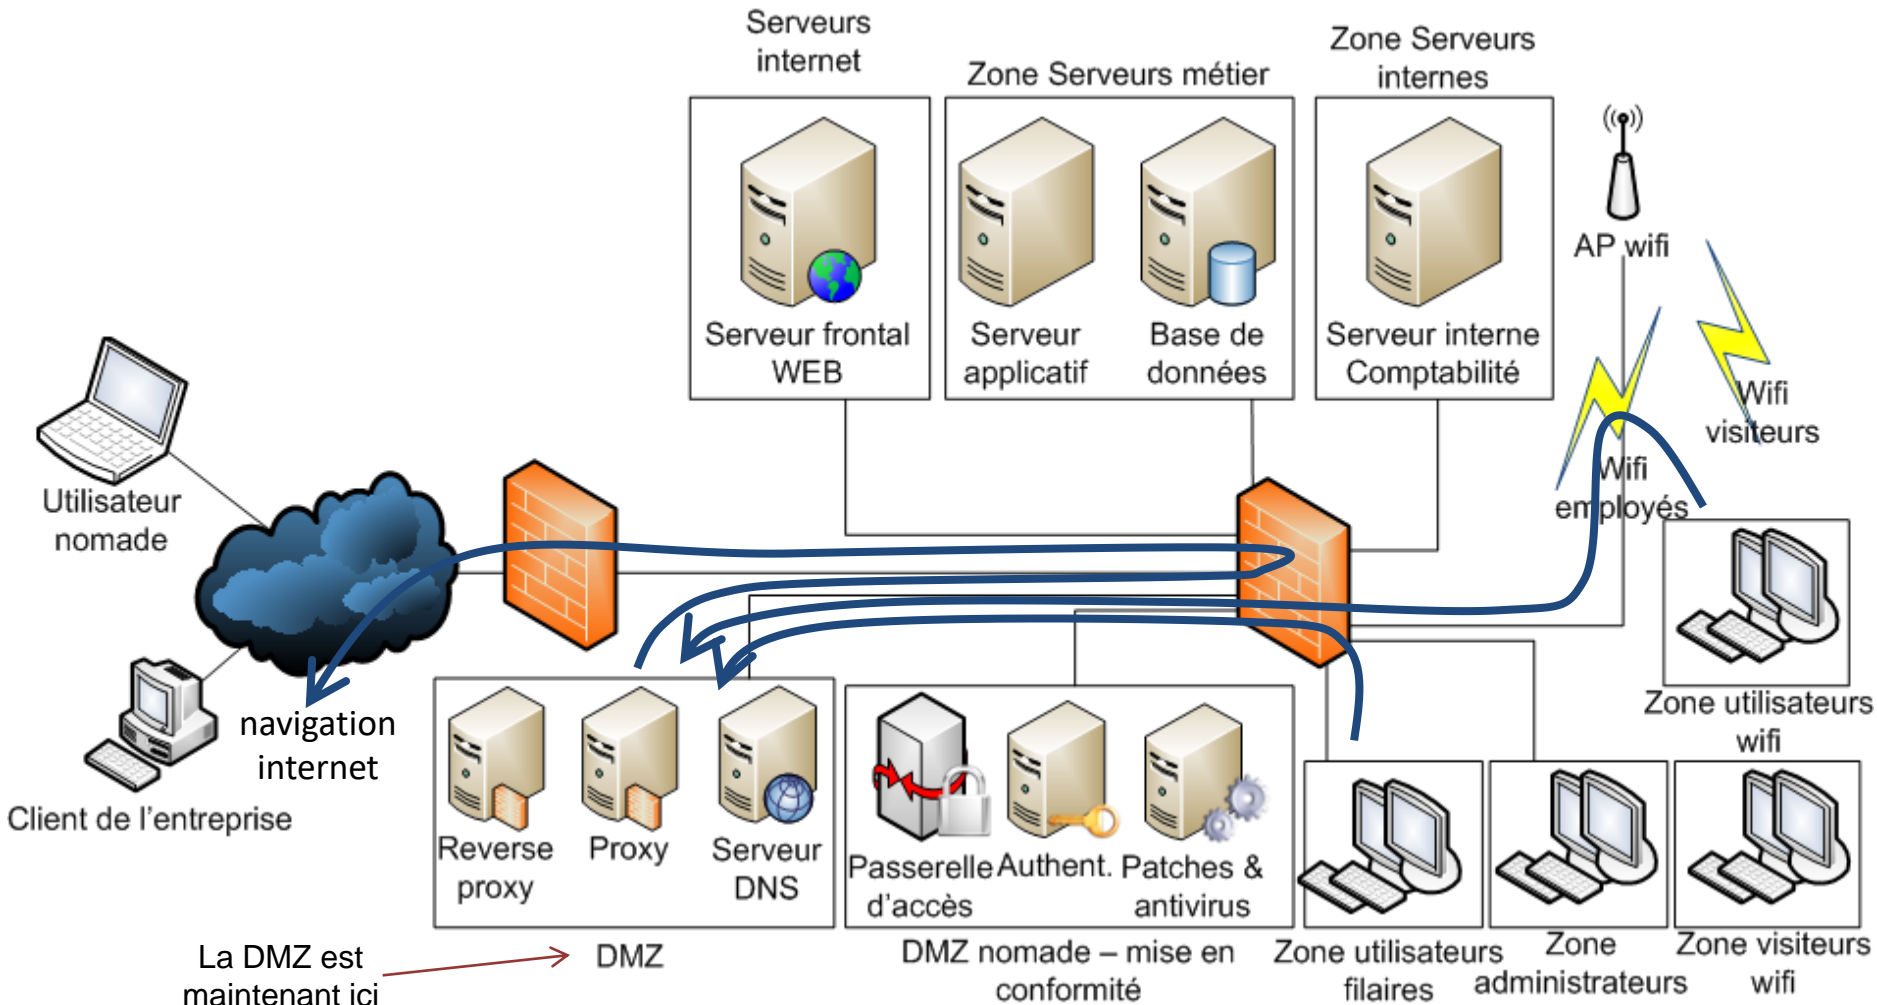 Serveurs
internet
Zone Serveurs métier
Zone Serveurs
internes
Serveur frontal
WEB
Serveur
applicatif
Base de
données
Serveur interne
Comptabilité
AP wifi
Wifi
visiteurs
Wifi
employés
Utilisateur
nomade
navigation
internet
Client de l'entreprise
Reverse
proxy
Proxy
Serveur
DNS
Passerelle
d'accès
Authent.
Patches &
antivirus
Zone utilisateurs
wifi
La DMZ est
maintenant ici
DMZ
DMZ nomade – mise en
conformité
Zone utilisateurs
filaires
Zone
administrateurs
Zone visiteurs
wifi